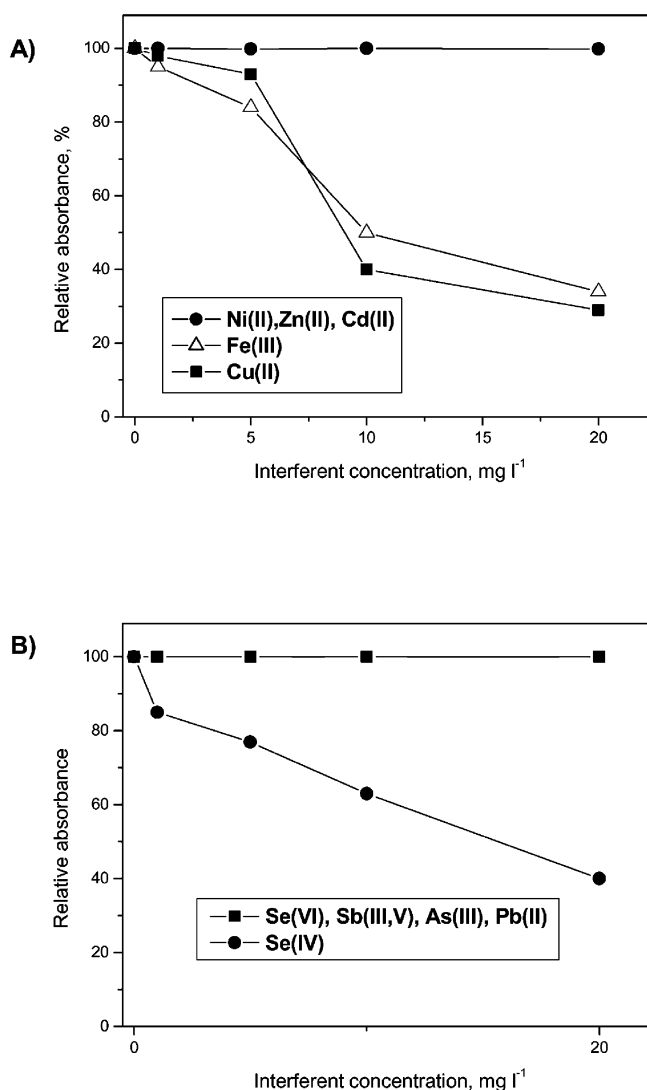 A)
Relative absorbance, %
100
80
60
40
20
0
Ni(II),Zn(II), Cd(II)
Fe(III)
Cu(II)
0 5 10 15 20
Interferent concentration, mg l⁻¹
B)
Relative absorbance
100
80
60
40
20
0
Se(VI), Sb(III,V), As(III), Pb(II)
Se(IV)
0 20
Interferent concentration, mg l⁻¹